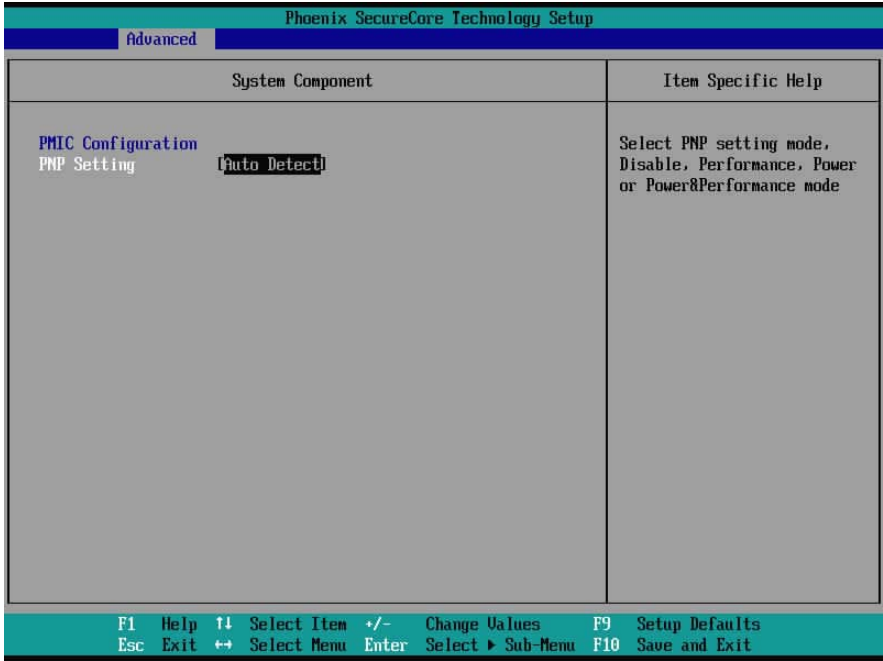 Phoenix SecureCore Technology Setup
Advanced
System Component
Item Specific Help
PMIC Configuration
PNP Setting [Auto Detect]
Select PNP setting mode,
Disable, Performance, Power
or Power&Performance mode
F1 Help ↑↓ Select Item +/- Change Values F9 Setup Defaults
Esc Exit ↔ Select Menu Enter Select ▶ Sub-Menu F10 Save and Exit